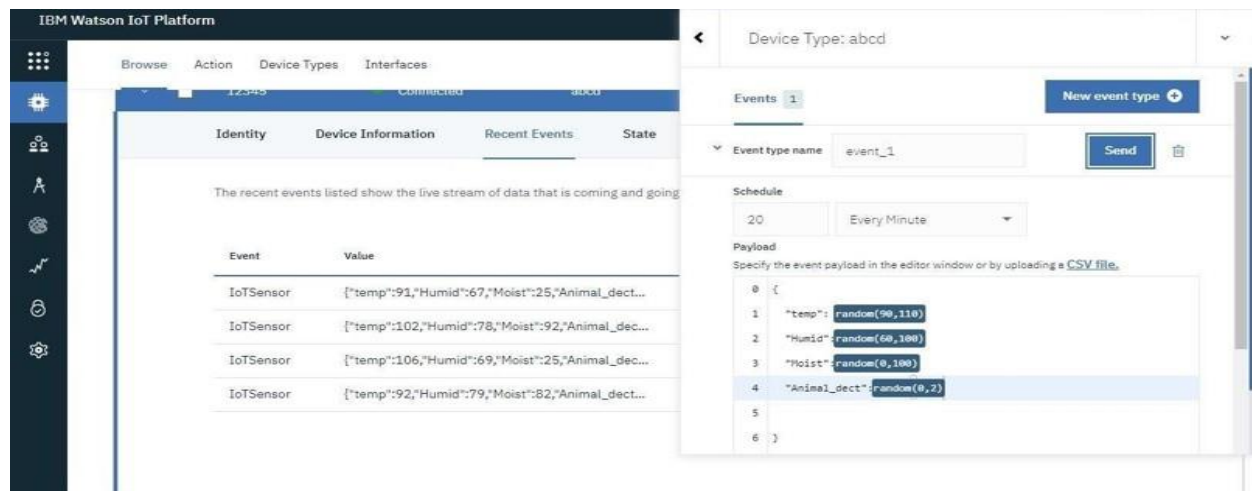 IBM Watson IoT Platform
Browse Action Device Types Interfaces
12345 Connected abcd
Identity Device Information Recent Events State
The recent events listed show the live stream of data that is coming and going
Event Value
IoTSensor {"temp":91,"Humid":67,"Moist":25,"Animal_dect...
IoTSensor {"temp":102,"Humid":78,"Moist":92,"Animal_dec...
IoTSensor {"temp":106,"Humid":69,"Moist":25,"Animal_dec...
IoTSensor {"temp":92,"Humid":79,"Moist":82,"Animal_dect...
Device Type: abcd
Events 1 New event type
Event type name event_1 Send
Schedule
20 Every Minute
Payload
Specify the event payload in the editor window or by uploading a CSV file.
0 {
1 "temp": random(90,110)
2 "Humid":random(60,100)
3 "Moist":random(0,100)
4 "Animal_dect":random(0,2)
5
6 }